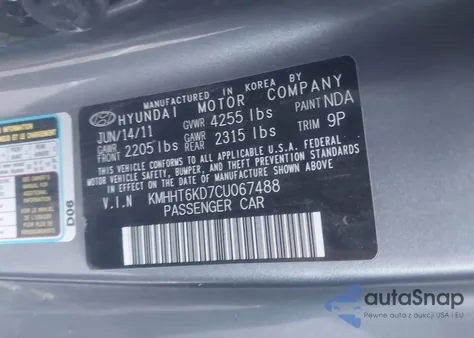 MANUFACTURED IN KOREA BY
HYUNDAI MOTOR COMPANY
JUN/14/11 GVWR 4255 lbs PAINT NDA
GAWR FRONT 2205 lbs GAWR REAR 2315 lbs TRIM 9P
THIS VEHICLE CONFORMS TO ALL APPLICABLE U.S. FEDERAL
MOTOR VEHICLE SAFETY, BUMPER, AND THEFT PREVENTION
STANDARDS IN EFFECT ON THE DATE OF MANUFACTURE SHOWN ABOVE.
V.I.N KMHHT6KD7CU067488
PASSENGER CAR
INFORMATION
D06
autoSnap
Pewne auta z aukcji USA i EU